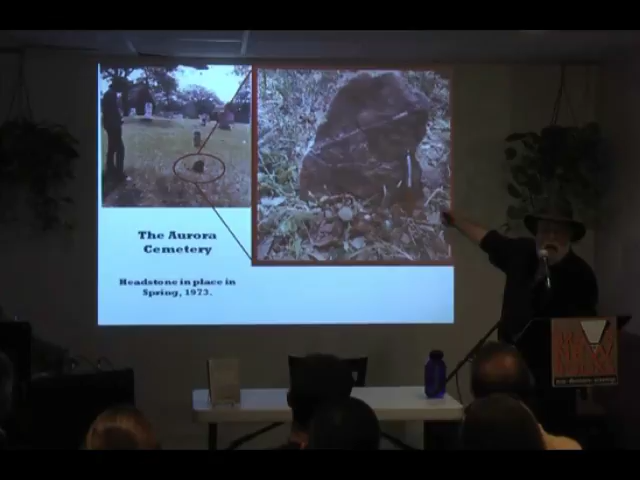 The Aurora
Cemetery
Headstone in place in
Spring, 1973.